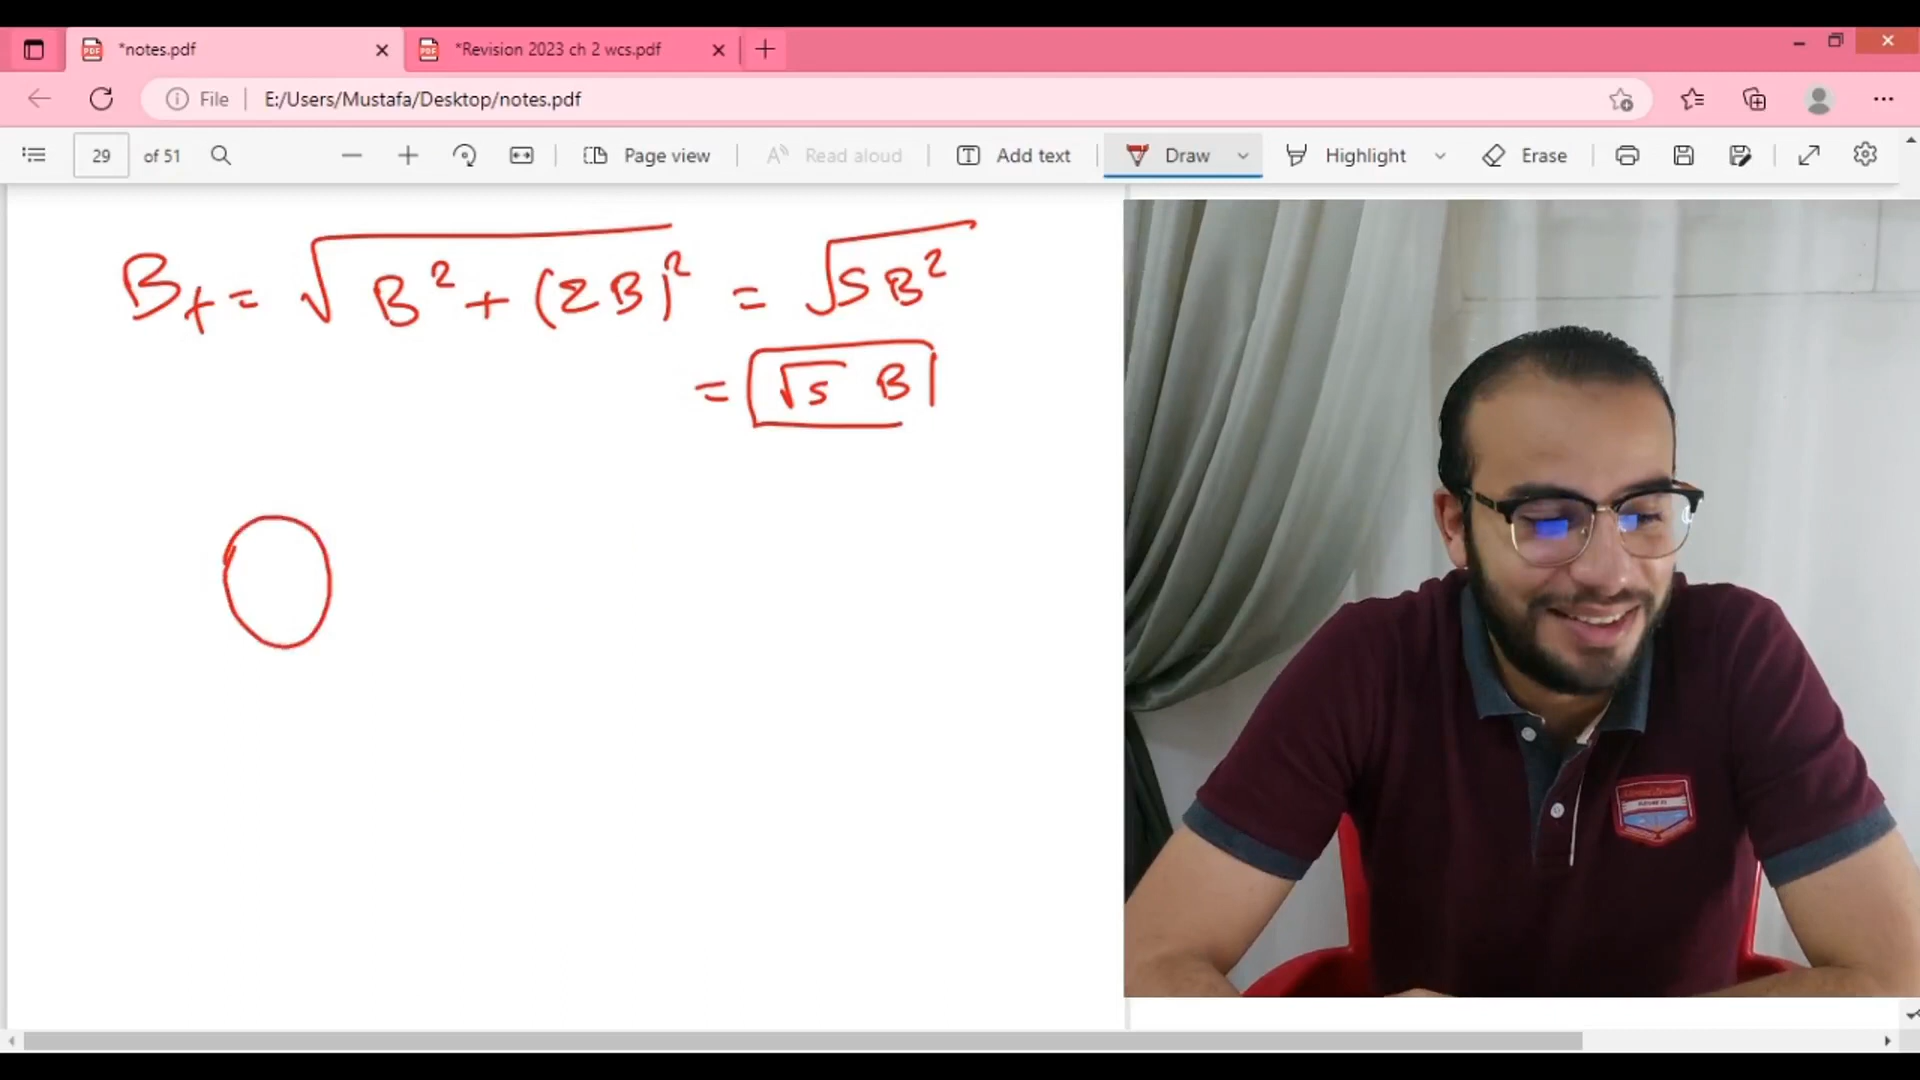 *notes.pdf
*Revision 2023 ch 2 wcs.pdf
File E:/Users/Mustafa/Desktop/notes.pdf
29 of 51 Page view Read aloud Add text Draw Highlight Erase
B_t = √(B² + (2B)²) = √5B²
= √5 B